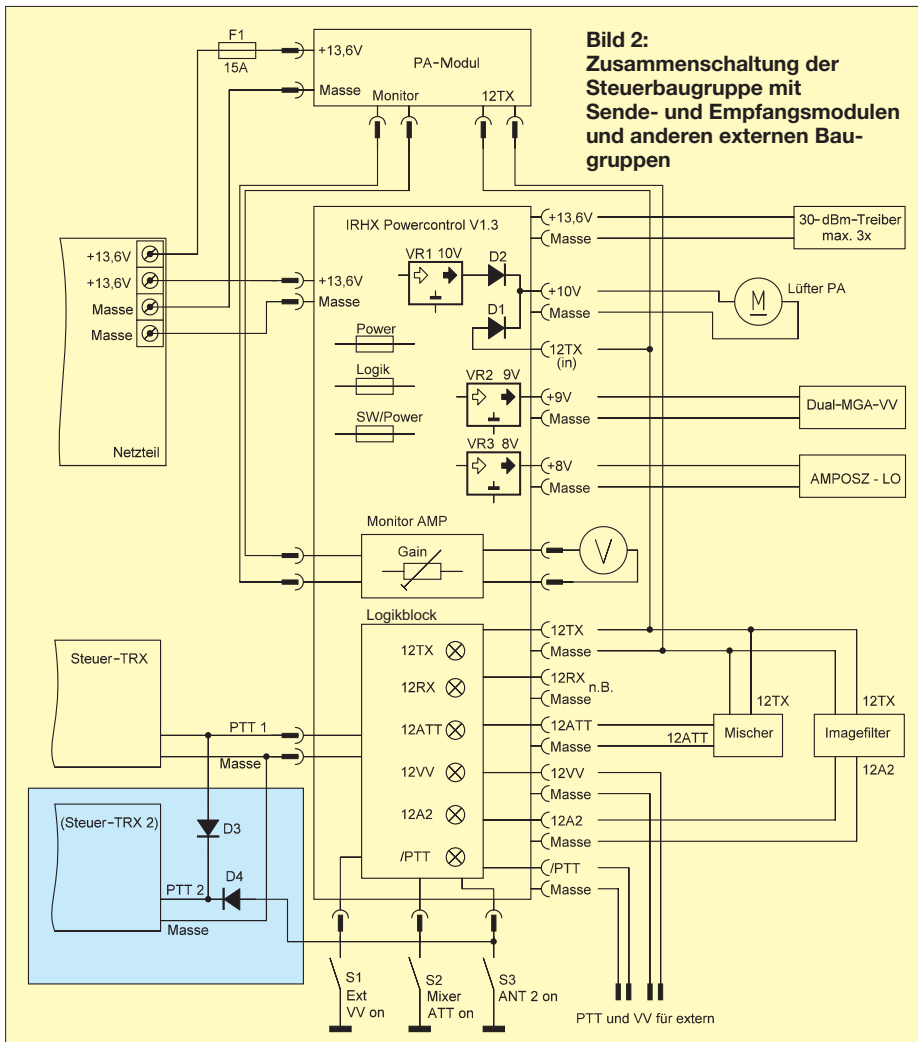 Bild 2:
Zusammenschaltung der
Steuerbaugruppe mit
Sende- und Empfangsmodulen
und anderen externen Bau-
gruppen
F1
15A
+13,6V
Masse
PA-Modul
Monitor
12TX
+13,6V
+13,6V
Masse
Masse
Netzteil
IRHX Powercontrol V1.3
+13,6V
Masse
VR1 10V
D2
D1
Power
Logik
SW/Power
VR2 9V
VR3 8V
+13,6V
Masse
30-dBm-Treiber
max. 3x
+10V
Masse
Lüfter PA
M
12TX
(in)
+9V
Masse
Dual-MGA-VV
+8V
Masse
AMPOSZ - LO
Monitor AMP
Gain
V
Logikblock
12TX
12RX
12ATT
12VV
12A2
/PTT
12TX
Masse
12RX
n.B.
Masse
12ATT
Masse
12VV
Masse
12A2
Masse
/PTT
Masse
12TX
12ATT
Mischer
12TX
Imagefilter
12A2
Steuer-TRX
PTT 1
Masse
(Steuer-TRX 2)
D3
PTT 2
D4
Masse
S1
Ext
VV on
S2
Mixer
ATT on
S3
ANT 2 on
PTT und VV für extern